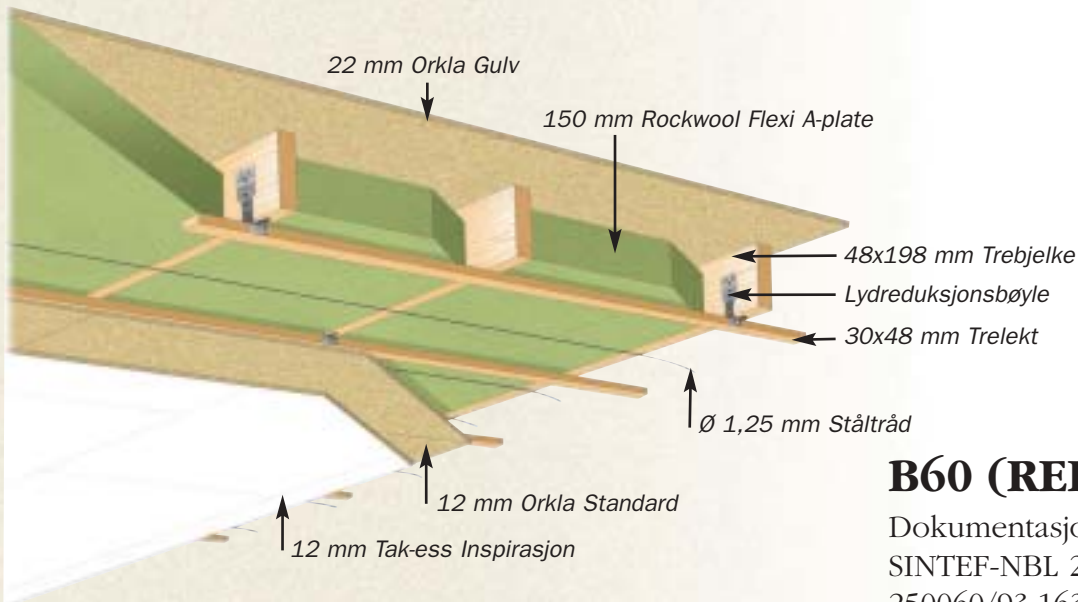 22 mm Orkla Gulv
150 mm Rockwool Flexi A-plate
48x198 mm Trebjelke
Lydreduksjonsbøyle
30x48 mm Trelekt
Ø 1,25 mm Ståltråd
12 mm Orkla Standard
12 mm Tak-ess Inspirasjon
B60 (REI
SINTEF-NBL